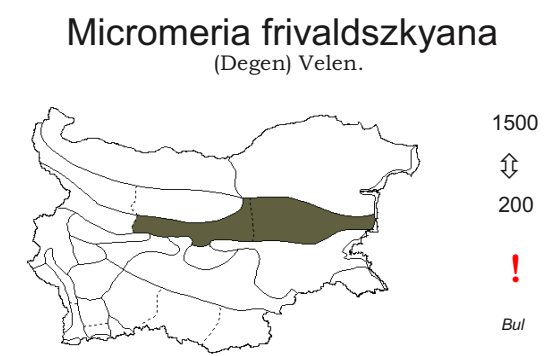 Micromeria frivaldszkyana
(Degen) Velen.
1500
⇕
200
!
Bul